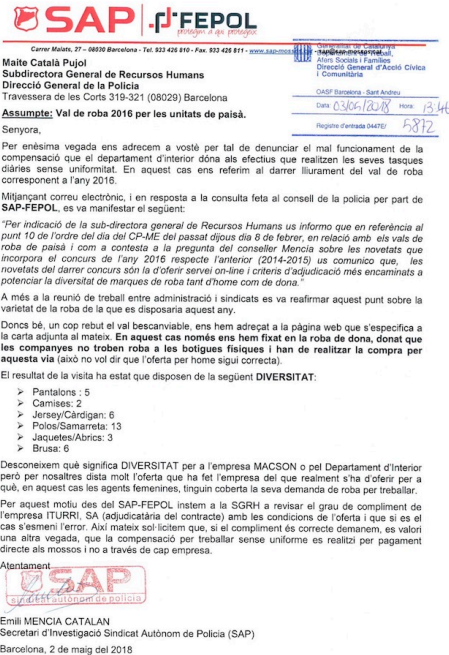 SAP FEPOL
protegim a qui protegeix
Carrer Malats, 27 – 08030 Barcelona - Tel. 933 426 810 - Fax. 933 426 811 -
Generalitat de Catalunya
Departament de Treball,
Afers Socials i Famílies
Direcció General d'Acció Cívica
i Comunitària
OASF Barcelona - Sant Andreu
Data 03/05/2018 Hora 13:46
Registre d'entrada 0447E/ 5872
Maite Català Pujol
Subdirectora General de Recursos Humans
Direcció General de la Policia
Travessera de les Corts 319-321 (08029) Barcelona
Assumpte: Val de roba 2016 per les unitats de paisà.
Senyora,
Per enèsima vegada ens adrecem a vostè per tal de denunciar el mal funcionament de la
compensació que el departament d'interior dóna als efectius que realitzen les seves tasques
diàries sense uniformitat. En aquest cas ens referim al darrer lliurament del val de roba
corresponent a l'any 2016.
Mitjançant correu electrònic, i en resposta a la consulta feta al consell de la policia per part de
SAP-FEPOL, es va manifestar el següent:
"Per indicació de la sub-directora general de Recursos Humans us informo que en referència al
punt 10 de l'ordre del dia del CP-ME del passat dijous dia 8 de febrer, en relació amb els vals de
roba de paisà i com a contesta a la pregunta del conseller Mencia sobre les novetats que
incorpora el concurs de l'any 2016 respecte l'anterior (2014-2015) us comunico que, les
novetats del darrer concurs són la d'oferir servei on-line i criteris d'adjudicació més encaminats a
potenciar la diversitat de marques de roba tant d'home com de dona."
A més a la reunió de treball entre administració i sindicats es va reafirmar aquest punt sobre la
varietat de la roba de la que es disposaria aquest any.
Doncs bé, un cop rebut el val bescanviable, ens hem adreçat a la pàgina web que s'especifica a
la carta adjunta al mateix. En aquest cas només ens hem fixat en la roba de dona, donat que
les companyes no troben roba a les botigues físiques i han de realitzar la compra per
aquesta via (això no vol dir que l'oferta per home sigui correcta).
El resultat de la visita ha estat que disposen de la següent DIVERSITAT:
➢ Pantalons : 5
➢ Camises: 2
➢ Jersey/Càrdigan: 6
➢ Polos/Samarreta: 13
➢ Jaquetes/Abrics: 3
➢ Brusa: 6
Desconeixem què significa DIVERSITAT per a l'empresa MACSON o pel Departament d'Interior
però per nosaltres dista molt l'oferta que ha fet l'empresa del que realment s'ha d'oferir per a
què, en aquest cas les agents femenines, tinguin coberta la seva demanda de roba per treballar.
Per aquest motiu des del SAP-FEPOL instem a la SGRH a revisar el grau de compliment de
l'empresa ITURRI, SA (adjudicatària del contracte) amb les condicions de l'oferta i que si es el
cas s'esmeni l'error. Així mateix sol·licitem que, si el compliment és correcte demanem, es valori
una altra vegada, que la compensació per treballar sense uniforme es realitzi per pagament
directe als mossos i no a través de cap empresa.
Atentament
SAP
sindicat autònom de policia
Emili MENCIA CATALAN
Secretari d'Investigació Sindicat Autònom de Policia (SAP)
Barcelona, 2 de maig del 2018